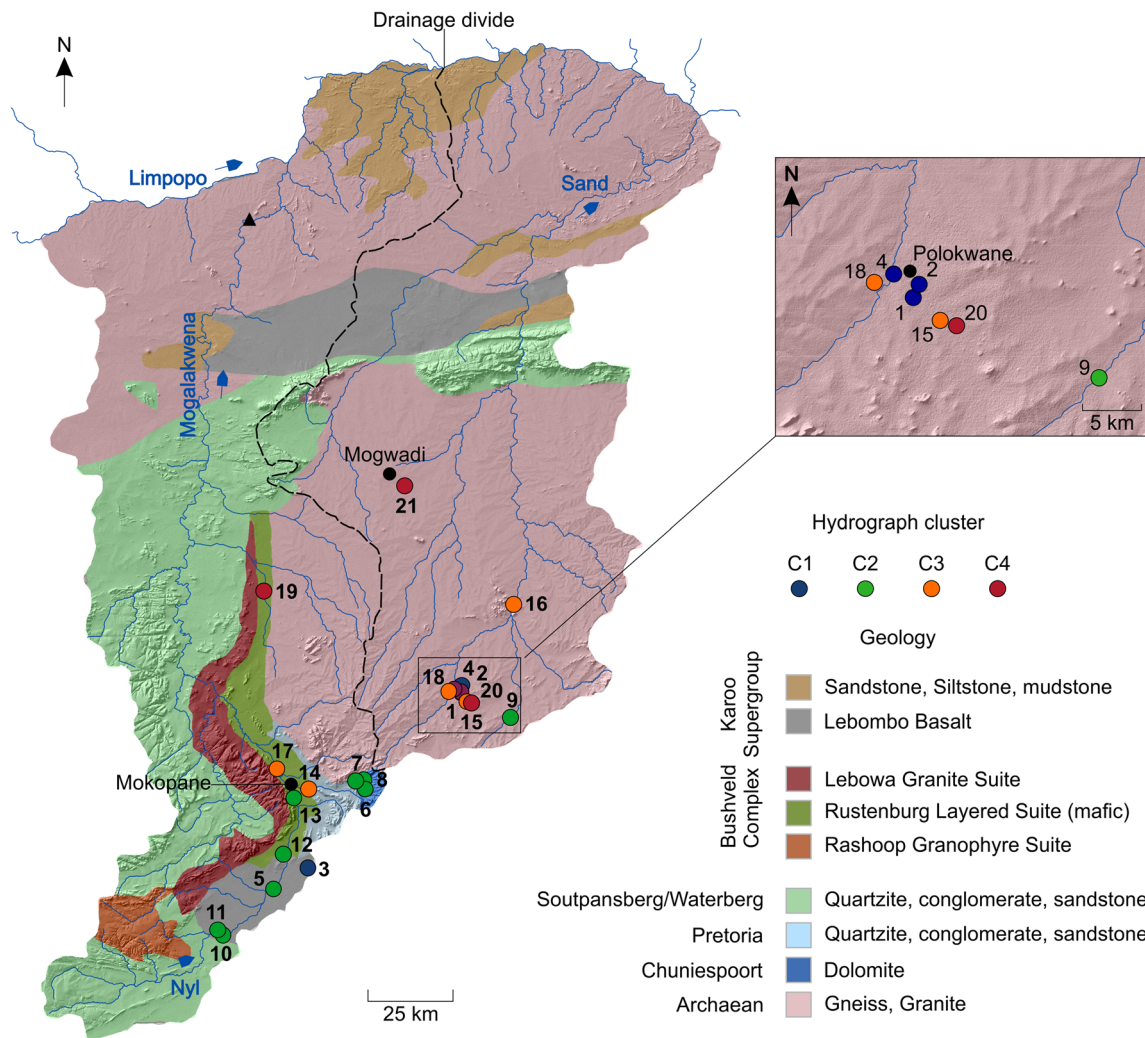 Drainage divide
N
Limpopo
Sand
Mogalakwena
Mogwadi
21
19
16
4
2
18
20
9
1
15
17
14
7
8
Mokopane
6
13
12
3
5
11
10
Nyl
25 km
N
Polokwane
4
2
18
1
15
20
9
5 km
Hydrograph cluster
C1
C2
C3
C4
Geology
Karoo
Supergroup
Sandstone, Siltstone, mudstone
Lebombo Basalt
Bushveld
Complex
Lebowa Granite Suite
Rustenburg Layered Suite (mafic)
Rashoop Granophyre Suite
Soutpansberg/Waterberg
Quartzite, conglomerate, sandstone
Pretoria
Quartzite, conglomerate, sandstone
Chuniespoort
Dolomite
Archaean
Gneiss, Granite